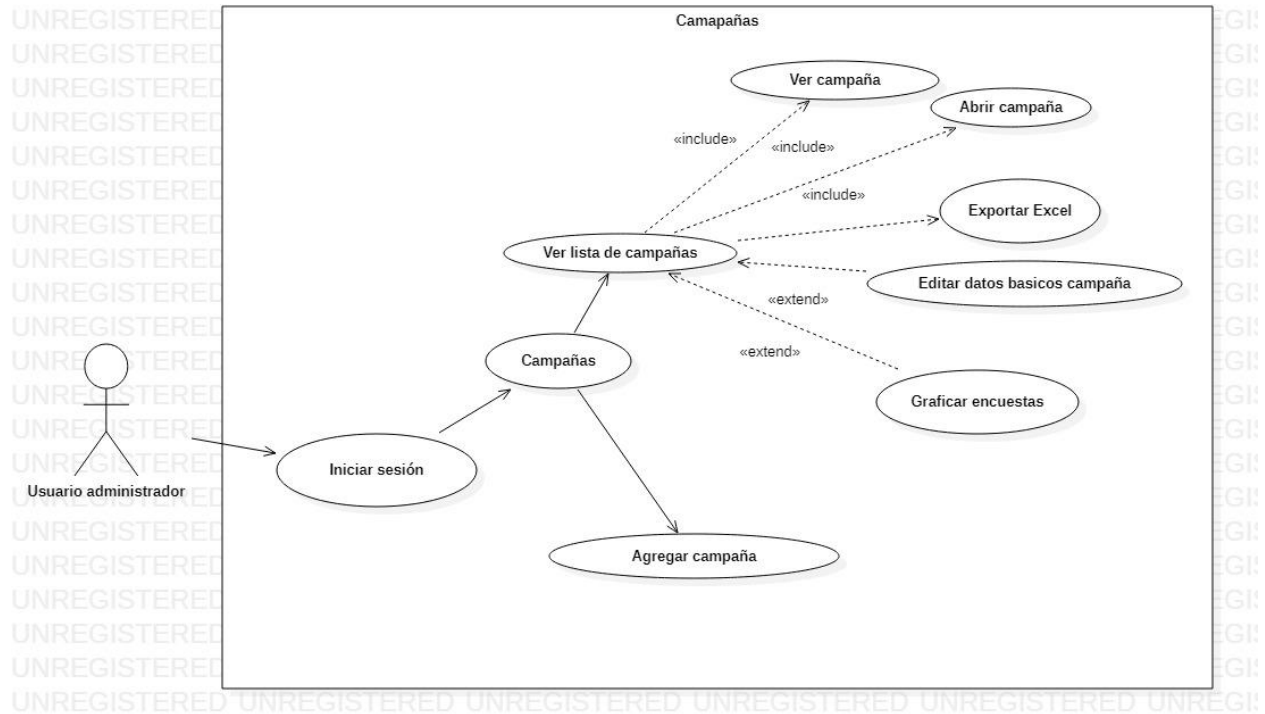 Camapañas
Ver campaña
Abrir campaña
«include»
«include»
«include»
Exportar Excel
Ver lista de campañas
Editar datos basicos campaña
«extend»
«extend»
Campañas
Graficar encuestas
Iniciar sesión
Usuario administrador
Agregar campaña
UNREGISTERED UNREGISTERED UNREGISTERED UNREGISTERED UNREGISTERED